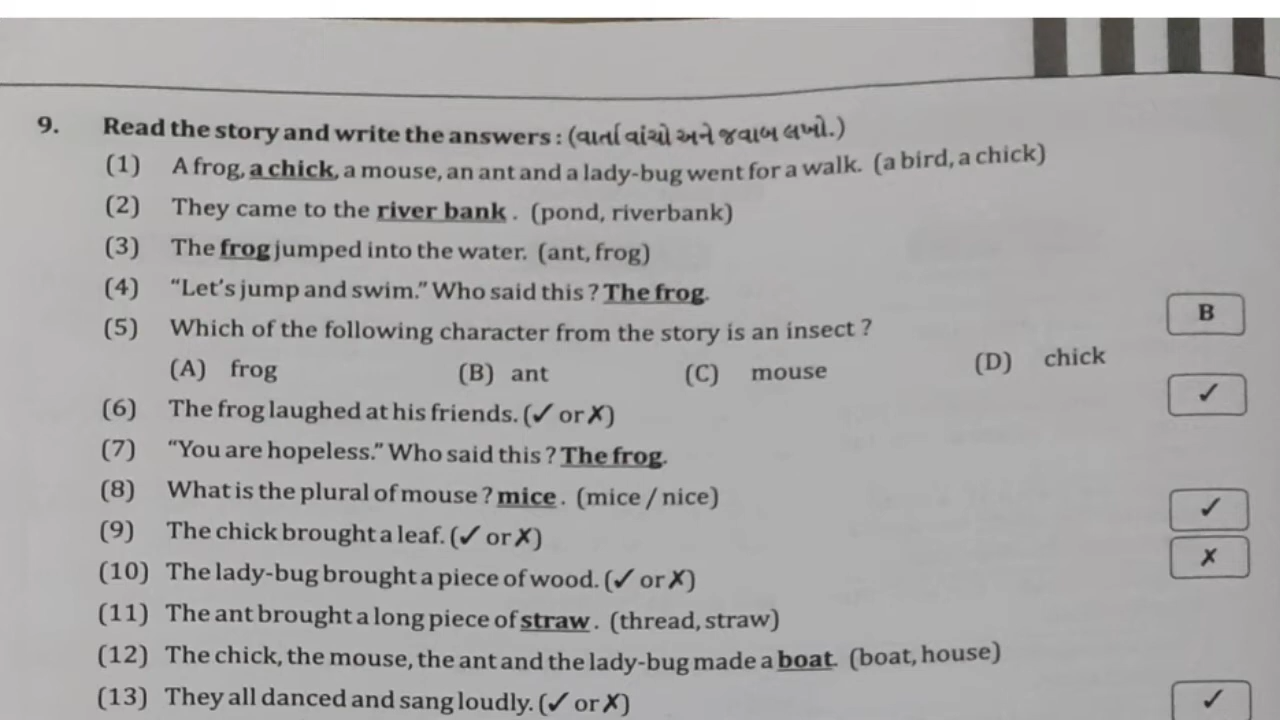 9. Read the story and write the answers : (વાર્તા વાંચો અને જવાબ લખો.)
(1) A frog, a chick, a mouse, an ant and a lady-bug went for a walk. (a bird, a chick)
(2) They came to the river bank . (pond, riverbank)
(3) The frog jumped into the water. (ant, frog)
(4) “Let’s jump and swim.” Who said this ? The frog.
(5) Which of the following character from the story is an insect ? B
(A) frog (B) ant (C) mouse (D) chick
(6) The frog laughed at his friends. (✓ or ✗) ✓
(7) “You are hopeless.” Who said this ? The frog.
(8) What is the plural of mouse ? mice . (mice / nice)
(9) The chick brought a leaf. (✓ or ✗) ✓
(10) The lady-bug brought a piece of wood. (✓ or ✗) ✗
(11) The ant brought a long piece of straw . (thread, straw)
(12) The chick, the mouse, the ant and the lady-bug made a boat. (boat, house)
(13) They all danced and sang loudly. (✓ or ✗) ✓